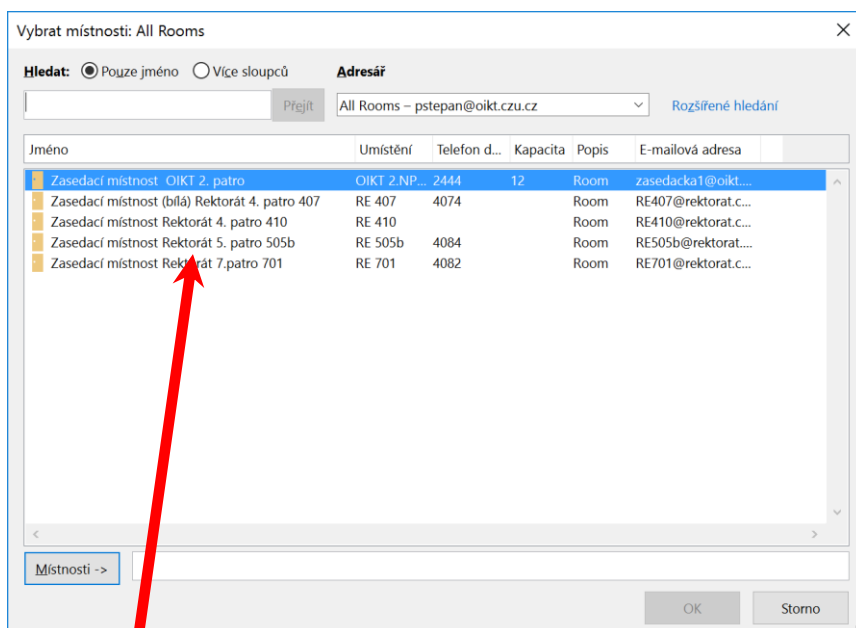 Vybrat místnosti: All Rooms
Hledat: Pouze jméno Více sloupců Adresář
Přejít All Rooms – pstepan@oikt.czu.cz Rozšířené hledání
Jméno Umístění Telefon d... Kapacita Popis E-mailová adresa
Zasedací místnost OIKT 2. patro OIKT 2.NP... 2444 12 Room zasedacka1@oikt....
Zasedací místnost (bílá) Rektorát 4. patro 407 RE 407 4074 Room RE407@rektorat.c...
Zasedací místnost Rektorát 4. patro 410 RE 410 Room RE410@rektorat.c...
Zasedací místnost Rektorát 5. patro 505b RE 505b 4084 Room RE505b@rektorat....
Zasedací místnost Rektorát 7.patro 701 RE 701 4082 Room RE701@rektorat.c...
Místnosti ->
OK Storno